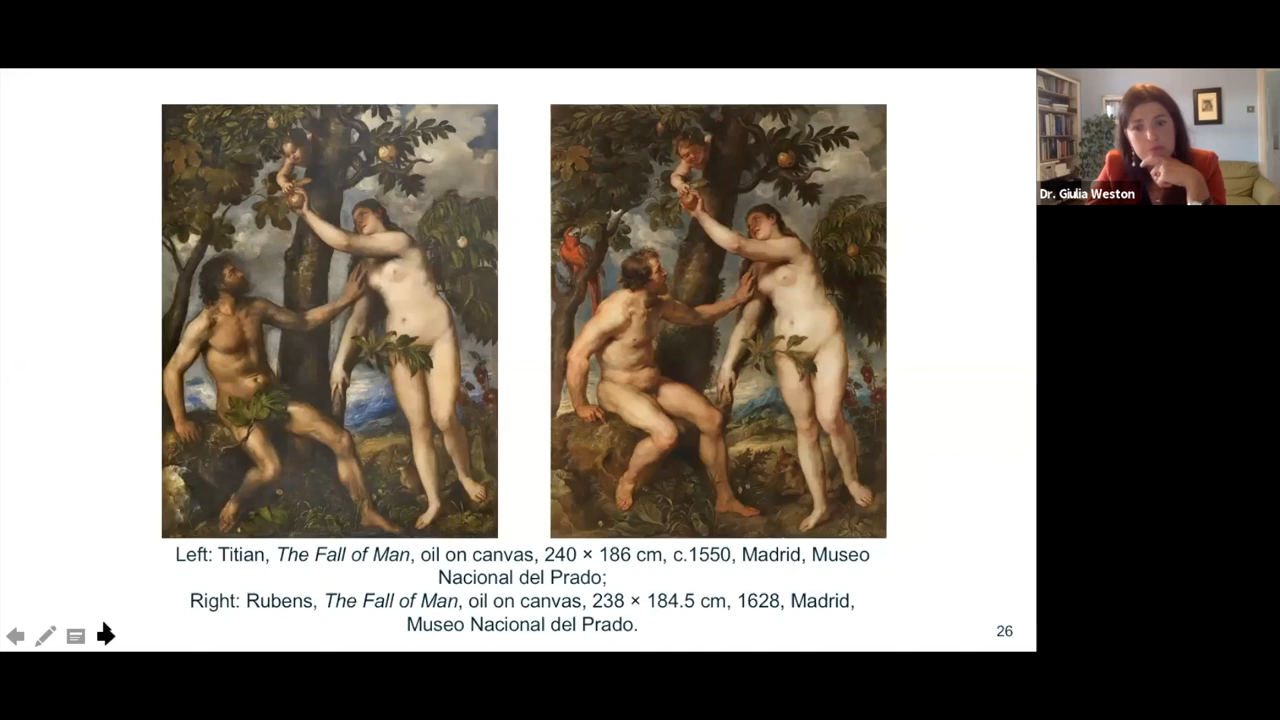 Dr. Giulia Weston
Left: Titian, The Fall of Man, oil on canvas, 240 × 186 cm, c.1550, Madrid, Museo
Nacional del Prado;
Right: Rubens, The Fall of Man, oil on canvas, 238 × 184.5 cm, 1628, Madrid,
Museo Nacional del Prado.
26